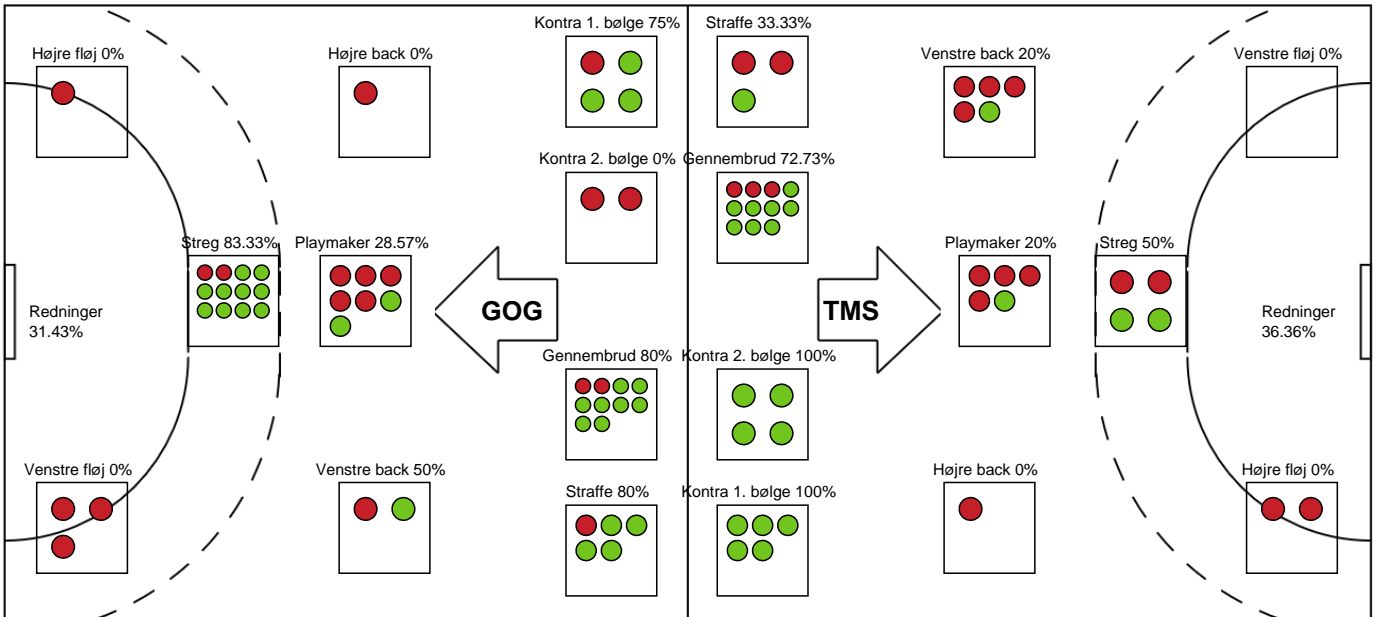 Kontra 1. bølge 75%
Straffe 33.33%
Højre fløj 0%
Højre back 0%
Venstre back 20%
Venstre fløj 0%
Kontra 2. bølge 0%
Gennembrud 72.73%
Streg 83.33%
Playmaker 28.57%
Playmaker 20%
Streg 50%
Redninger
31.43%
GOG
TMS
Redninger
36.36%
Gennembrud 80%
Kontra 2. bølge 100%
Venstre fløj 0%
Venstre back 50%
Højre back 0%
Højre fløj 0%
Straffe 80%
Kontra 1. bølge 100%